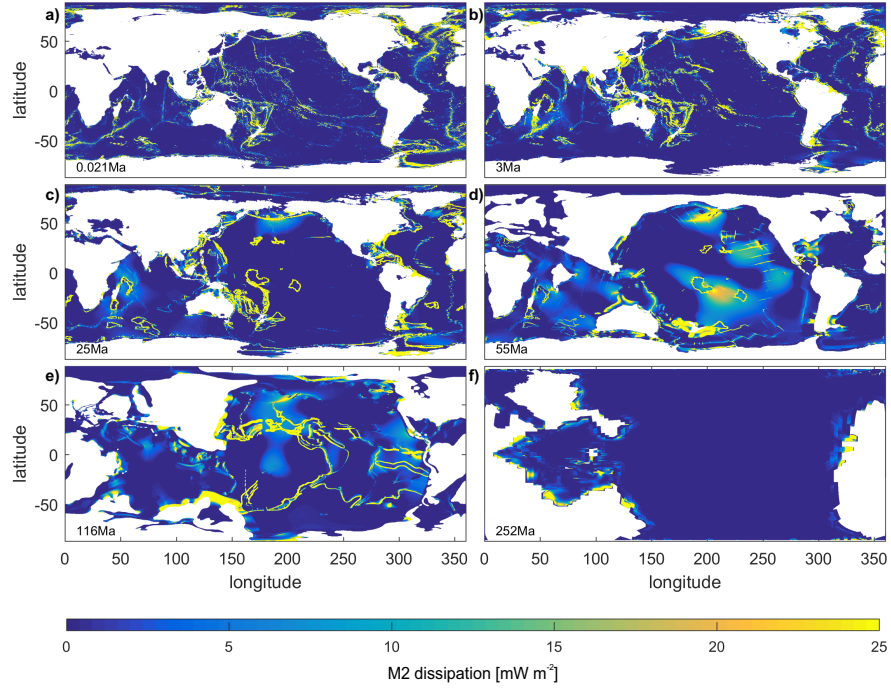 a) b)
latitude 50 0 -50
0.021Ma 3Ma
c) d)
latitude 50 0 -50
25Ma 55Ma
e) f)
latitude 50 0 -50
116Ma 252Ma
0 50 100 150 200 250 300 350 0 50 100 150 200 250 300 350
longitude longitude
0 5 10 15 20 25
M2 dissipation [mW m-2]